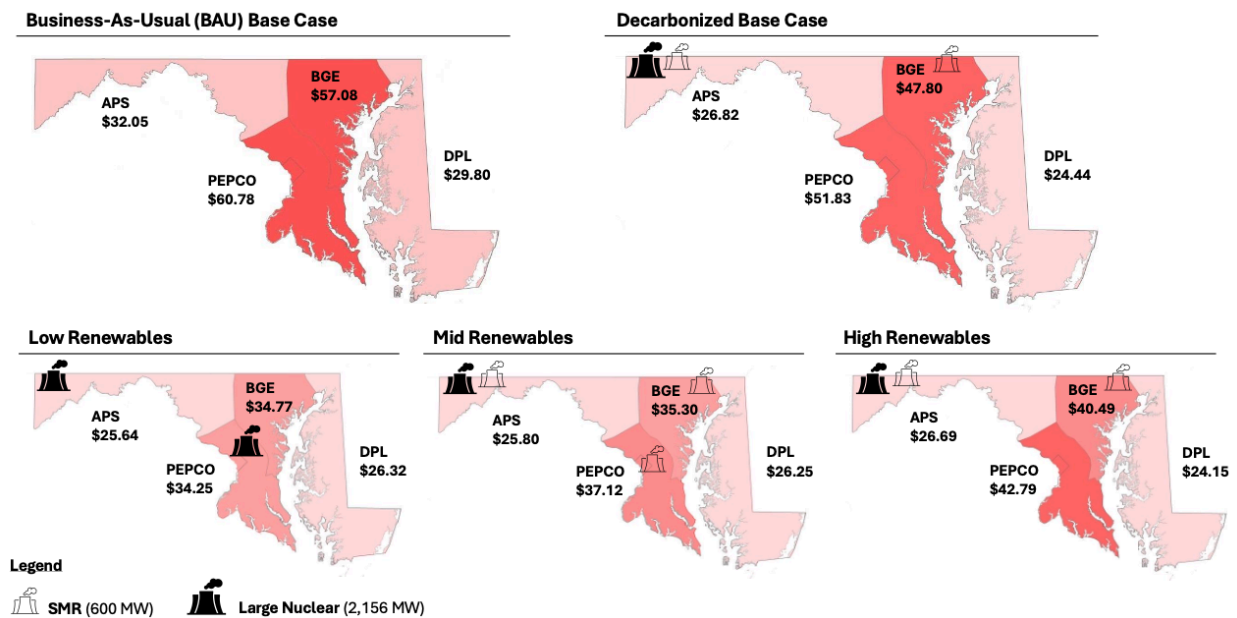 Business-As-Usual (BAU) Base Case
BGE
$57.08
APS
$32.05
DPL
$29.80
PEPCO
$60.78
Decarbonized Base Case
BGE
$47.80
APS
$26.82
DPL
$24.44
PEPCO
$51.83
Low Renewables
BGE
$34.77
APS
$25.64
DPL
$26.32
PEPCO
$34.25
Mid Renewables
BGE
$35.30
APS
$25.80
DPL
$26.25
PEPCO
$37.12
High Renewables
BGE
$40.49
APS
$26.69
DPL
$24.15
PEPCO
$42.79
Legend
SMR (600 MW)
Large Nuclear (2,156 MW)